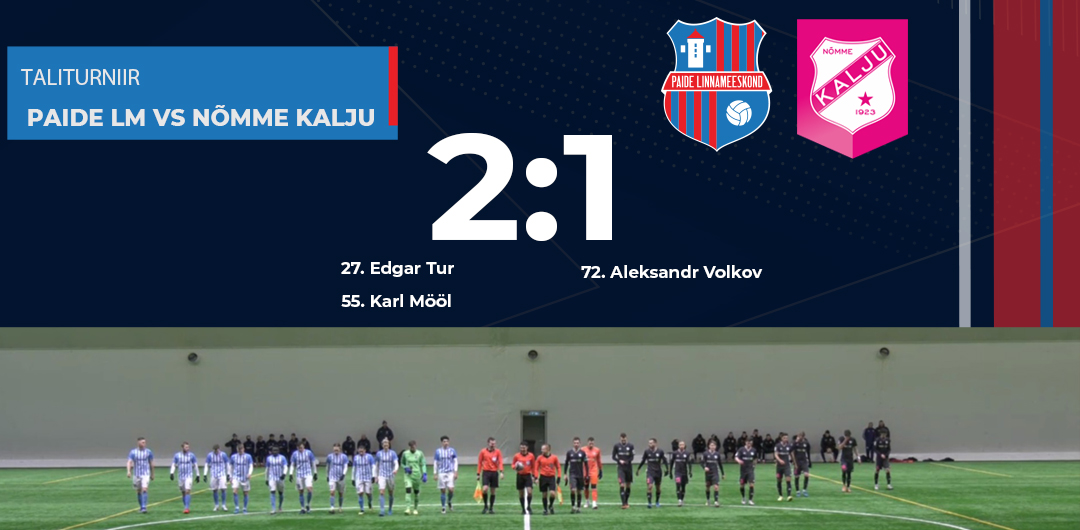 TALITURNIIR
PAIDE LM VS NÕMME KALJU
PAIDE LINNAMEESKOND
NÕMME
KALJU
1923
2:1
27. Edgar Tur
72. Aleksandr Volkov
55. Karl Mööl